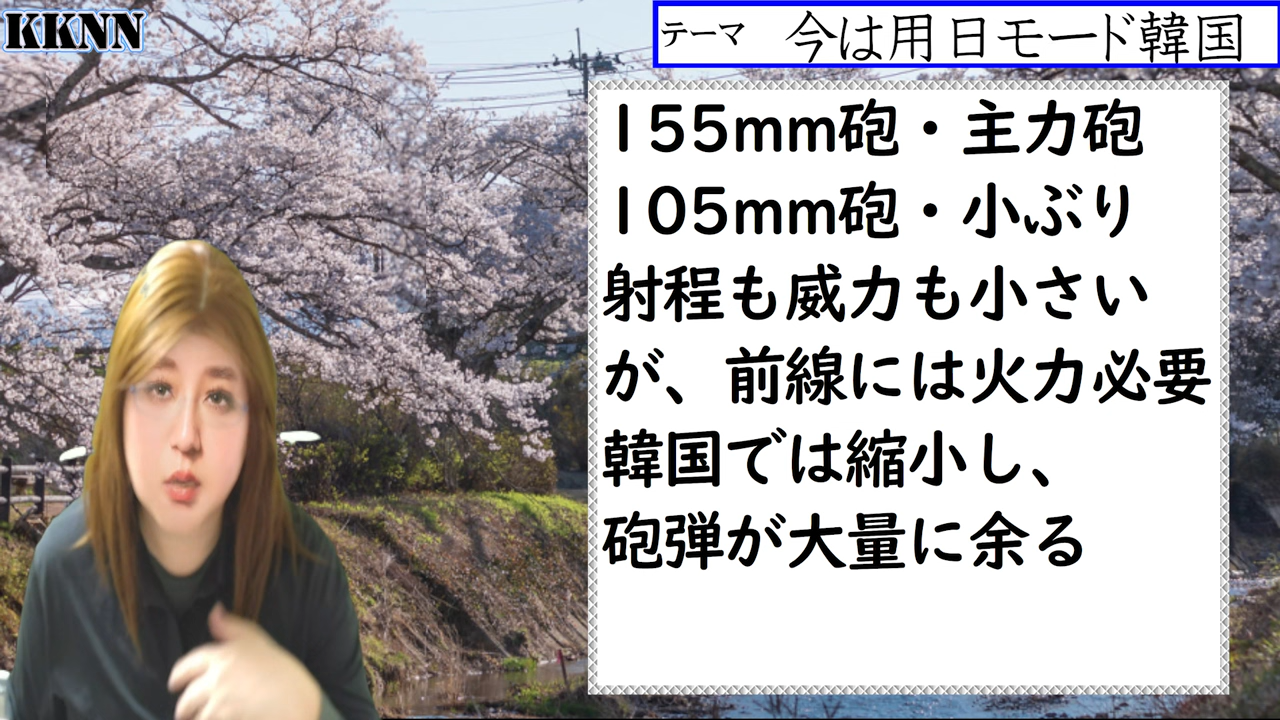 KKNN
テーマ 今は用日モード韓国
155mm砲・主力砲
105mm砲・小ぶり
射程も威力も小さい
が、前線には火力必要
韓国では縮小し、
砲弾が大量に余る